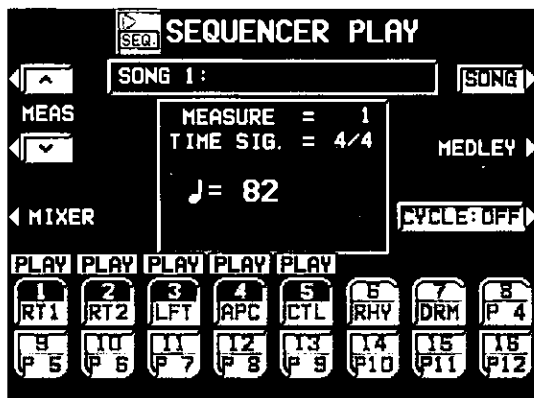 SEQ. SEQUENCER PLAY
SONG 1:
SONG
MEAS
MEASURE = 1
TIME SIG. = 4/4
MEDLEY
♩= 82
MIXER
CYCLE:OFF
PLAY PLAY PLAY PLAY PLAY
1 2 3 4 5 6 7 8
RT1 RT2 LFT APC CTL RHY DRM P 4
9 10 11 12 13 14 15 16
P 5 P 6 P 7 P 8 P 9 P10 P11 P12